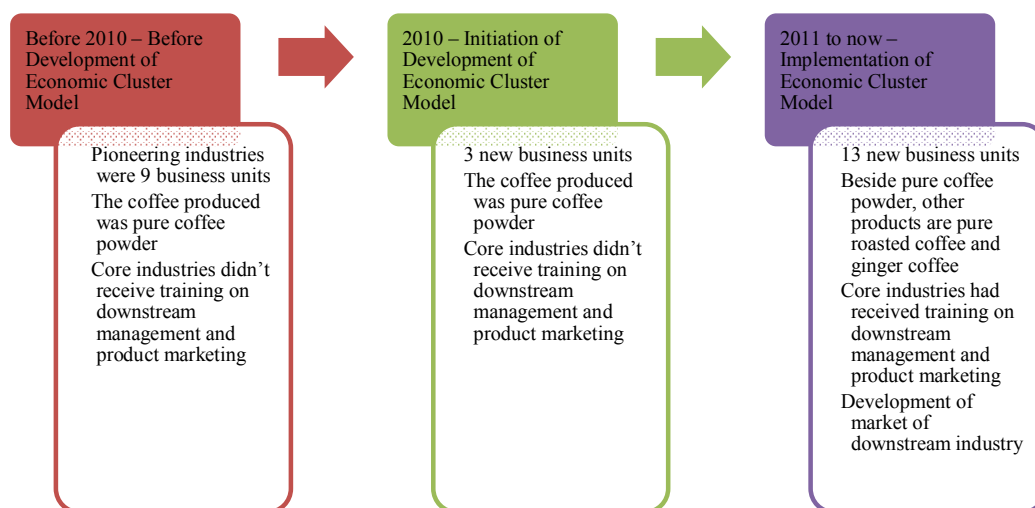 Before 2010 – Before
Development of
Economic Cluster
Model
Pioneering industries
were 9 business units
The coffee produced
was pure coffee
powder
Core industries didn’t
receive training on
downstream
management and
product marketing
2010 – Initiation of
Development of
Economic Cluster
Model
3 new business units
The coffee produced
was pure coffee
powder
Core industries didn’t
receive training on
downstream
management and
product marketing
2011 to now –
Implementation of
Economic Cluster
Model
13 new business units
Beside pure coffee
powder, other
products are pure
roasted coffee and
ginger coffee
Core industries had
received training on
downstream
management and
product marketing
Development of
market of
downstream industry